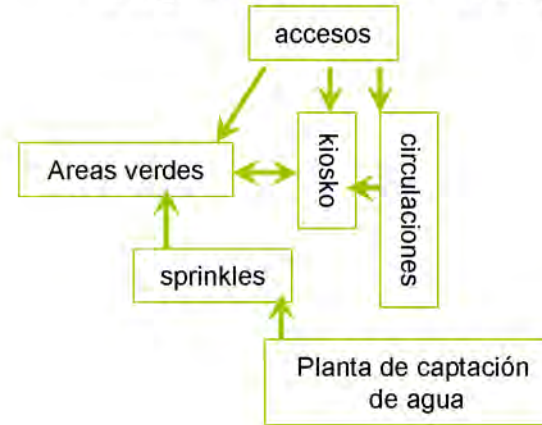 accesos
Areas verdes
kiosko
circulaciones
sprinkles
Planta de captación
de agua